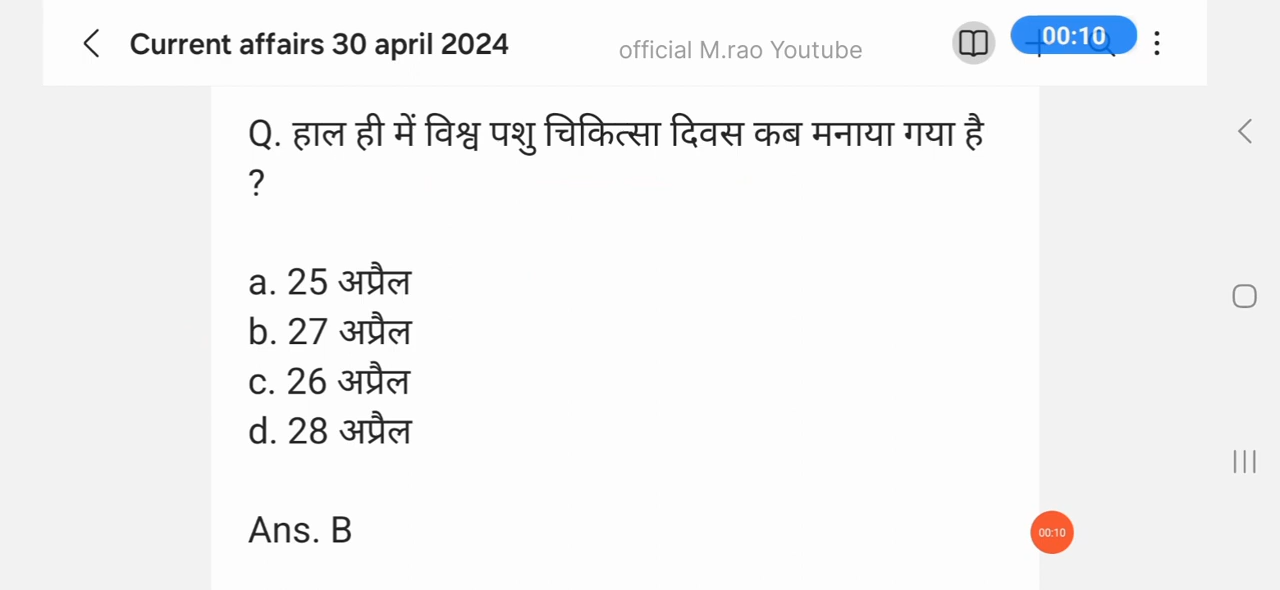 Current affairs 30 april 2024
official M.rao Youtube
00:10
Q. हाल ही में विश्व पशु चिकित्सा दिवस कब मनाया गया है
?
a. 25 अप्रैल
b. 27 अप्रैल
c. 26 अप्रैल
d. 28 अप्रैल
Ans. B
00:10